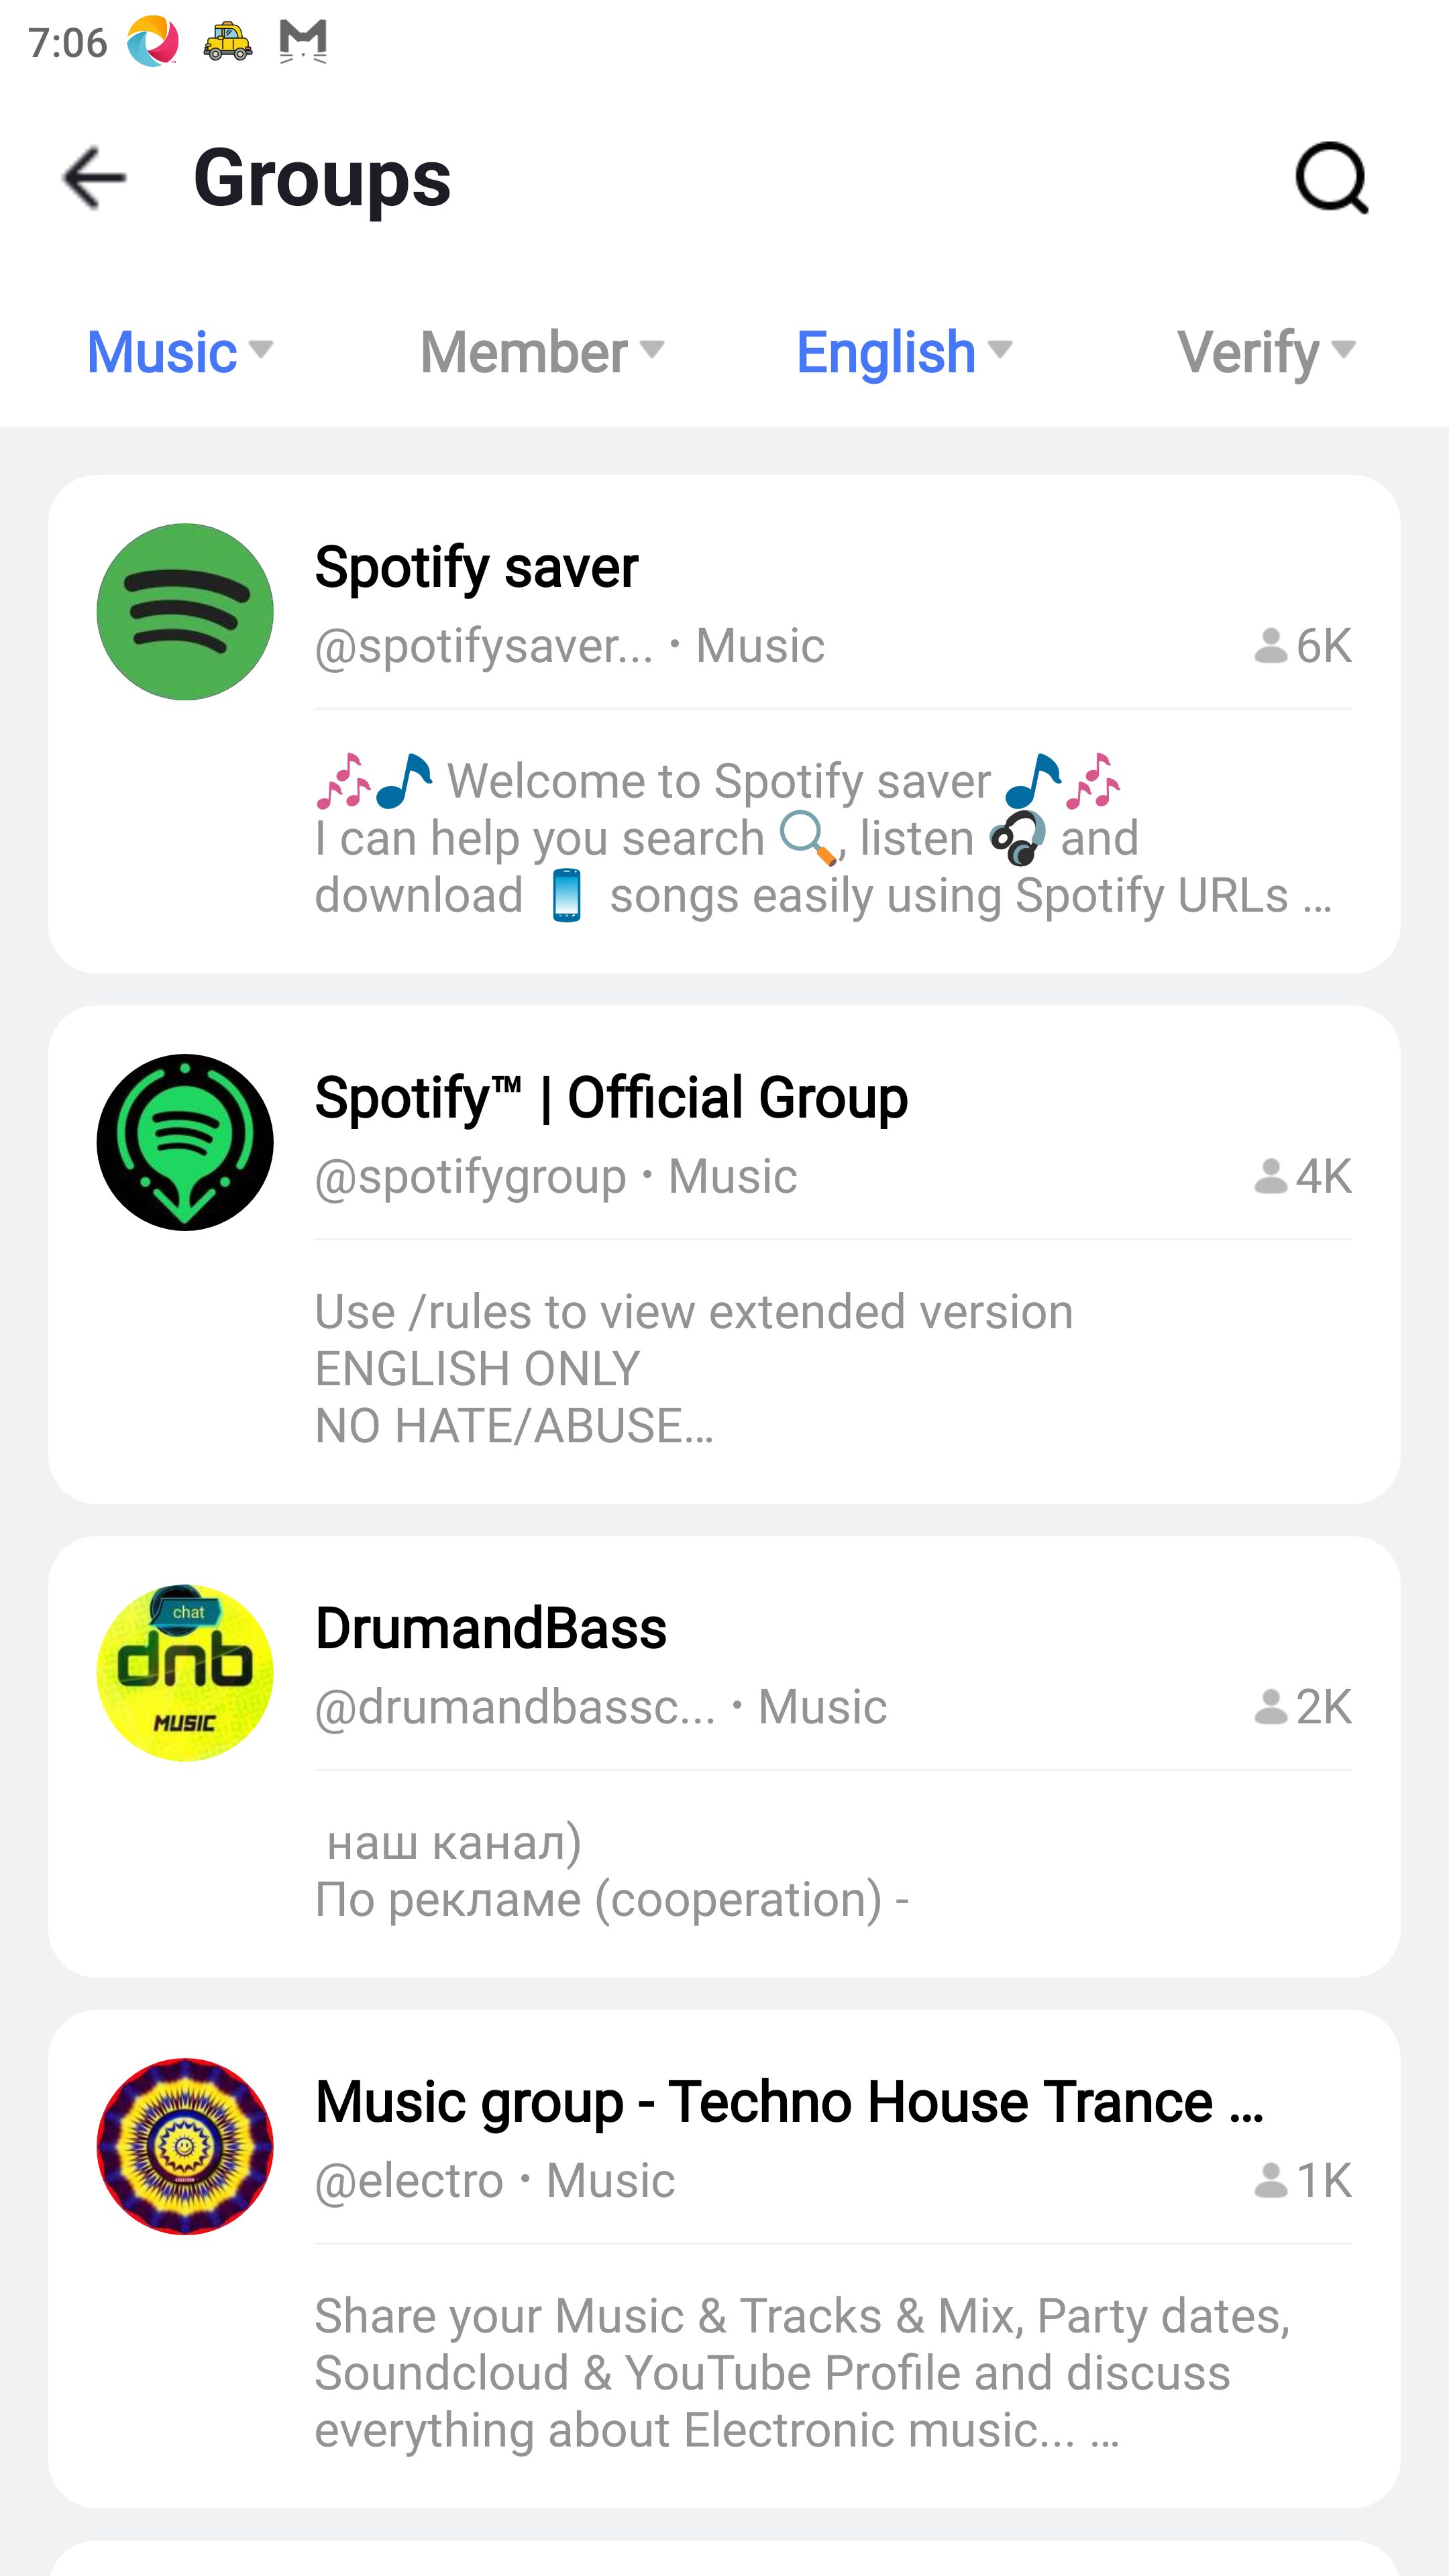 7:06
Groups
Music Member English Verify
Spotify saver
@spotifysaver... • Music 6K
🎶🎵 Welcome to Spotify saver 🎵🎶
I can help you search 🔍, listen 🎧 and
download 📱 songs easily using Spotify URLs ...
Spotify™ | Official Group
@spotifygroup • Music 4K
Use /rules to view extended version
ENGLISH ONLY
NO HATE/ABUSE...
chat
dnb
MUSIC
DrumandBass
@drumandbassc... • Music 2K
наш канал)
По рекламе (cooperation) -
Music group - Techno House Trance ...
@electro • Music 1K
Share your Music & Tracks & Mix, Party dates,
Soundcloud & YouTube Profile and discuss
everything about Electronic music... ...